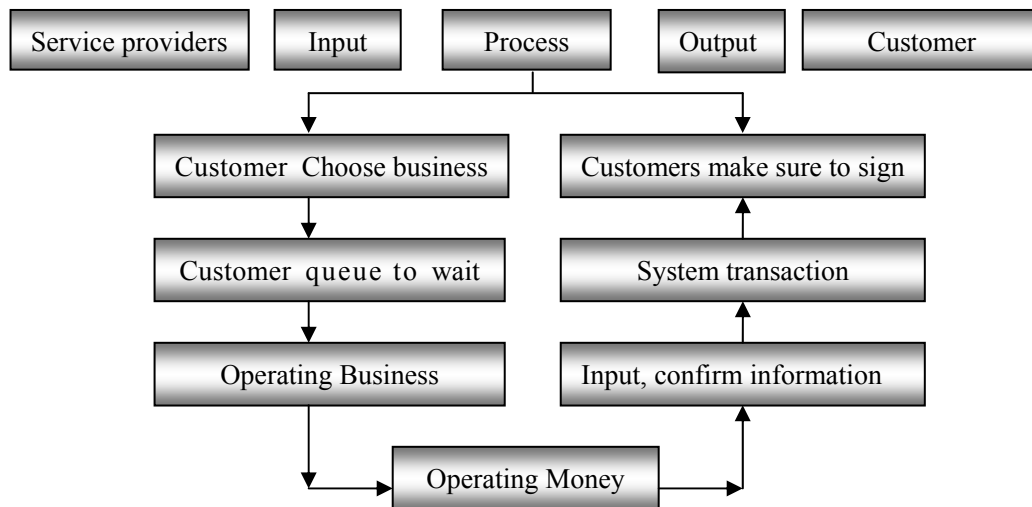 Service providers
Input
Process
Output
Customer
Customer Choose business
Customers make sure to sign
Customer queue to wait
System transaction
Operating Business
Input, confirm information
Operating Money